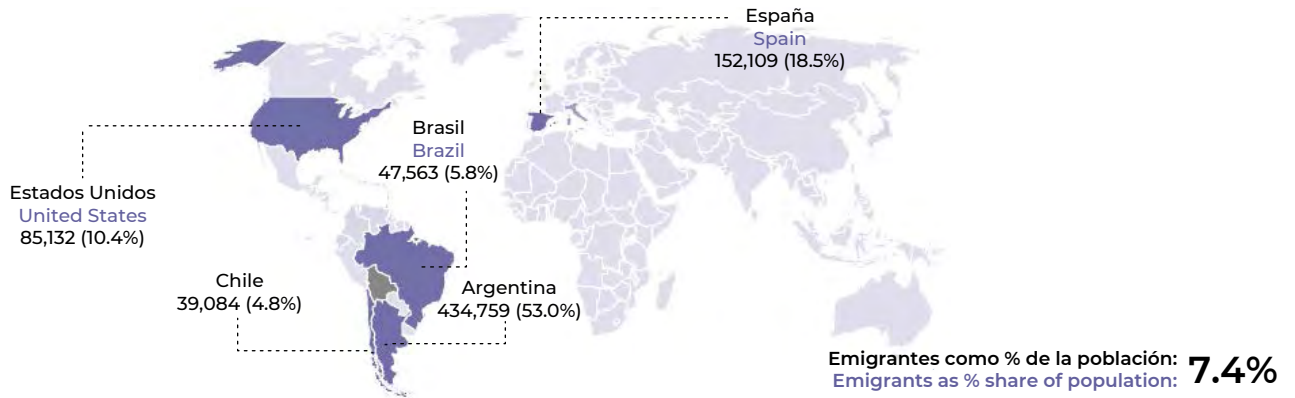 España
Spain
152,109 (18.5%)
Brasil
Brazil
47,563 (5.8%)
Estados Unidos
United States
85,132 (10.4%)
Chile
39,084 (4.8%)
Argentina
434,759 (53.0%)
Emigrantes como % de la población: 7.4%
Emigrants as % share of population: